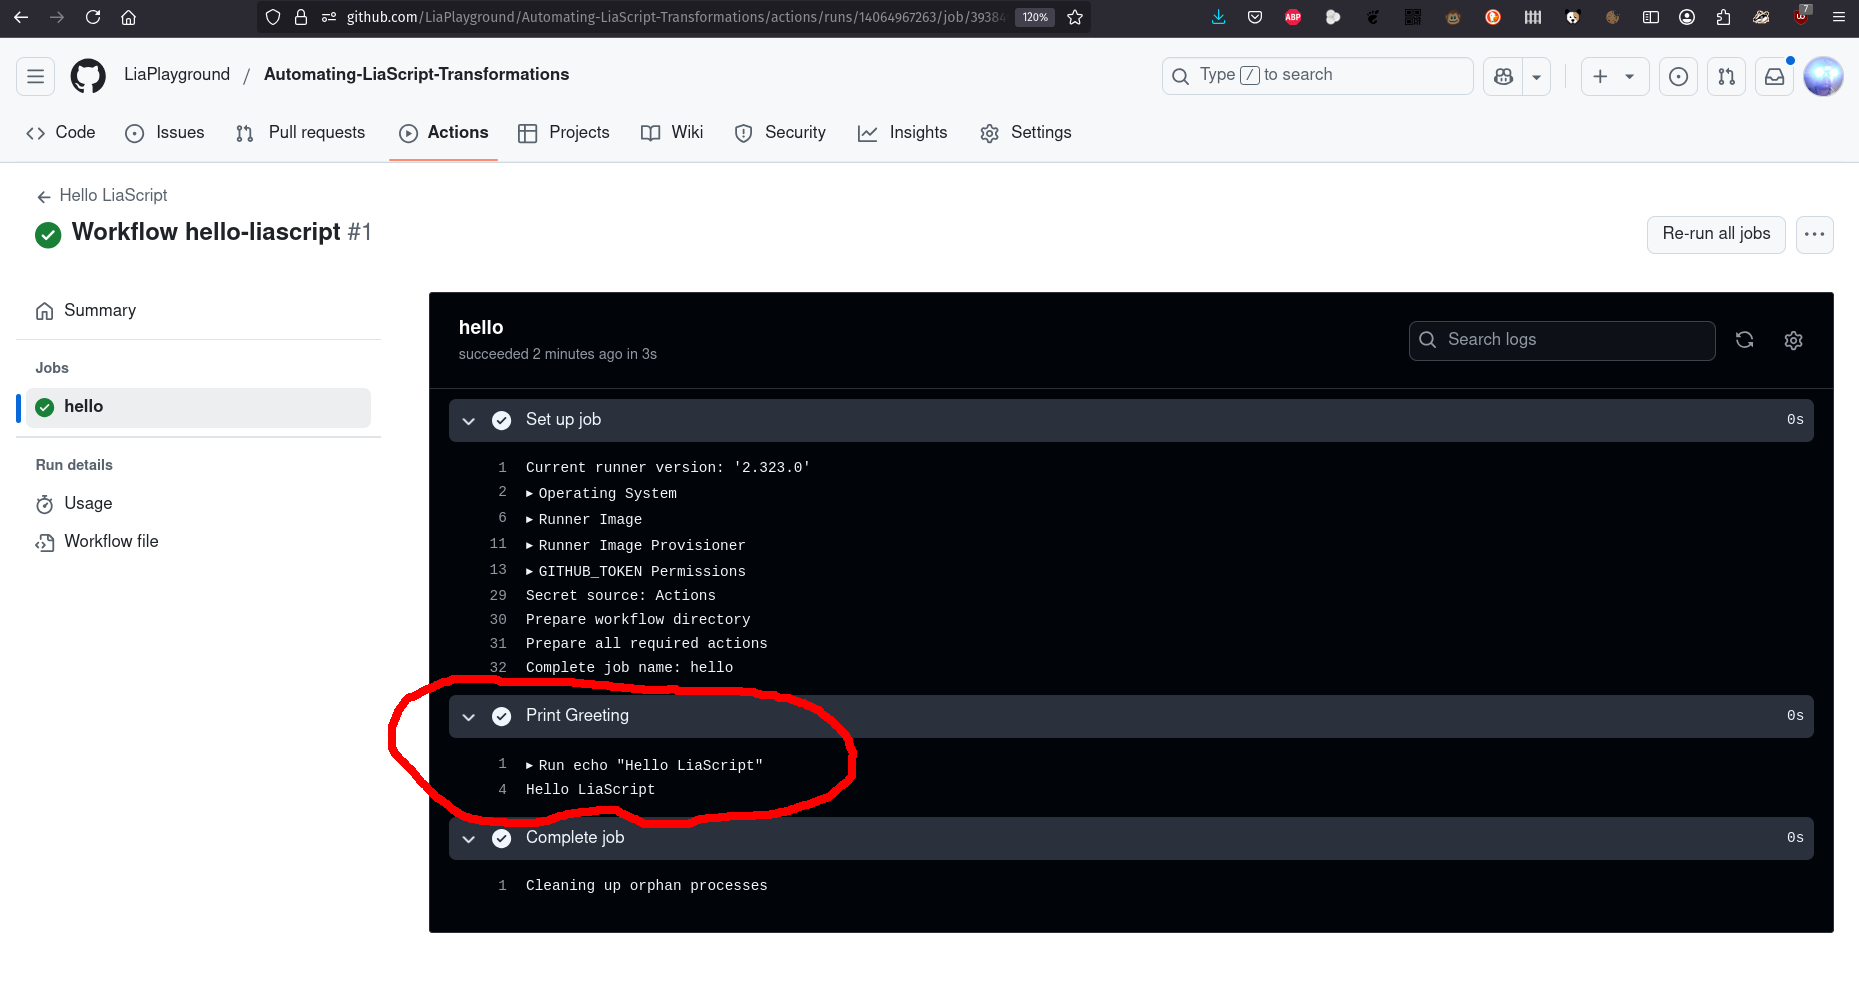 github.com/LiaPlayground/Automating-LiaScript-Transformations/actions/runs/14064967263/job/39384
120%
ABP
7
LiaPlayground / Automating-LiaScript-Transformations
Type / to search
Code
Issues
Pull requests
Actions
Projects
Wiki
Security
Insights
Settings
Hello LiaScript
Workflow hello-liascript #1
Re-run all jobs
Summary
Jobs
hello
Run details
Usage
Workflow file
hello
succeeded 2 minutes ago in 3s
Search logs
Set up job 0s
1 Current runner version: '2.323.0'
2 ▶ Operating System
6 ▶ Runner Image
11 ▶ Runner Image Provisioner
13 ▶ GITHUB_TOKEN Permissions
29 Secret source: Actions
30 Prepare workflow directory
31 Prepare all required actions
32 Complete job name: hello
Print Greeting 0s
1 ▶ Run echo "Hello LiaScript"
4 Hello LiaScript
Complete job 0s
1 Cleaning up orphan processes